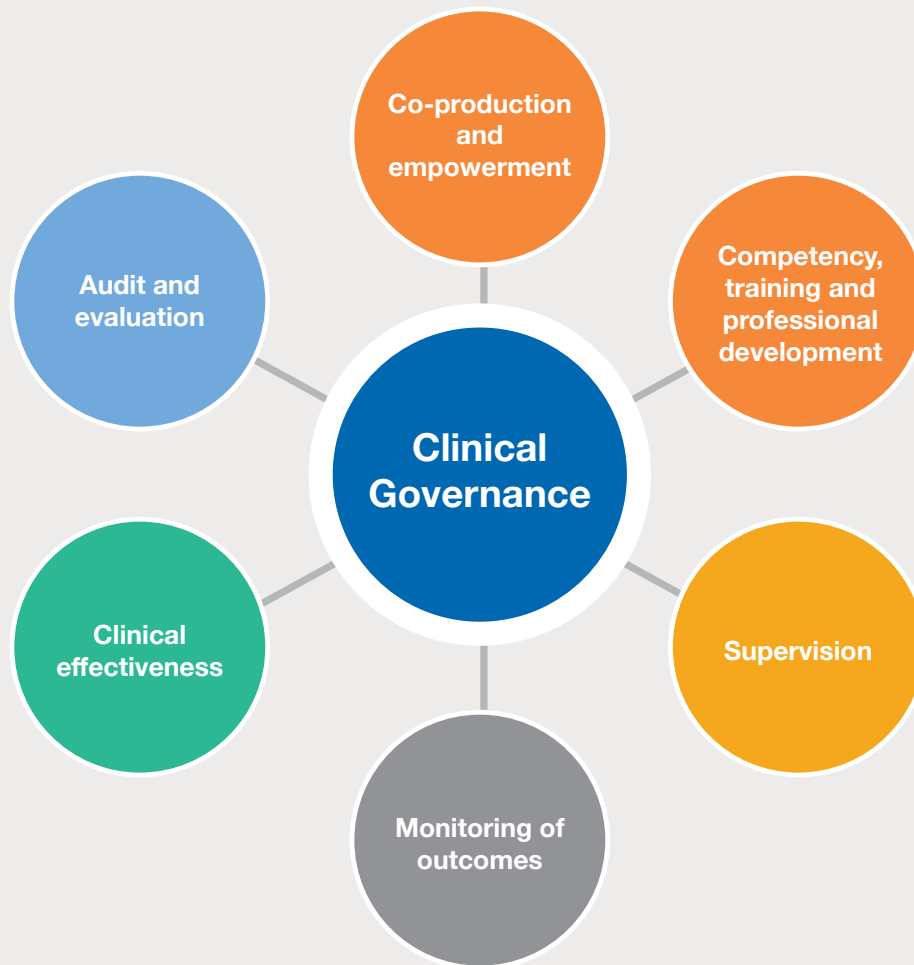 Co-production
and
empowerment
Competency,
training and
professional
development
Audit and
evaluation
Clinical
Governance
Clinical
effectiveness
Supervision
Monitoring of
outcomes